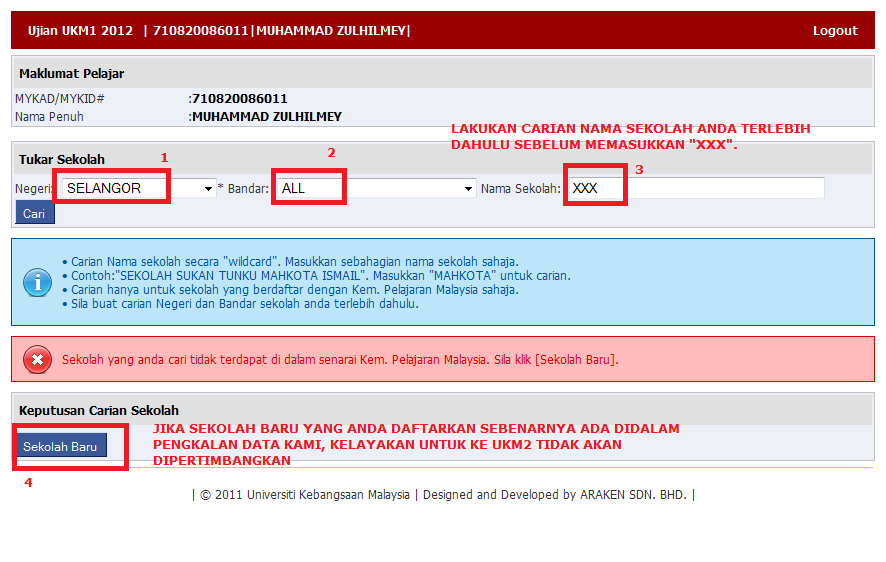 Ujian UKM1 2012 | 710820086011|MUHAMMAD ZULHILMEY| Logout
Maklumat Pelajar
MYKAD/MYKID# :710820086011
Nama Penuh :MUHAMMAD ZULHILMEY
LAKUKAN CARIAN NAMA SEKOLAH ANDA TERLEBIH
DAHULU SEBELUM MEMASUKKAN "XXX".
Tukar Sekolah 1 2 3
Negeri: SELANGOR * Bandar: ALL Nama Sekolah: XXX
Cari
• Carian Nama sekolah secara "wildcard". Masukkan sebahagian nama sekolah sahaja.
• Contoh:"SEKOLAH SUKAN TUNKU MAHKOTA ISMAIL". Masukkan "MAHKOTA" untuk carian.
• Carian hanya untuk sekolah yang berdaftar dengan Kem. Pelajaran Malaysia sahaja.
• Sila buat carian Negeri dan Bandar sekolah anda terlebih dahulu.
Sekolah yang anda cari tidak terdapat di dalam senarai Kem. Pelajaran Malaysia. Sila klik [Sekolah Baru].
Keputusan Carian Sekolah
JIKA SEKOLAH BARU YANG ANDA DAFTARKAN SEBENARNYA ADA DIDALAM
PENGKALAN DATA KAMI, KELAYAKAN UNTUK KE UKM2 TIDAK AKAN
DIPERTIMBANGKAN
Sekolah Baru
4
| © 2011 Universiti Kebangsaan Malaysia | Designed and Developed by ARAKEN SDN. BHD. |